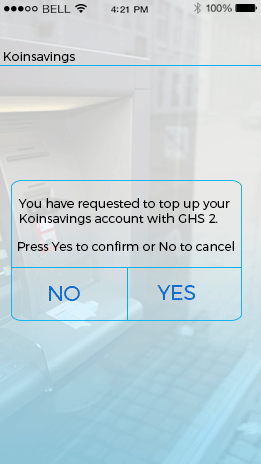 BELL 4:21 PM 100%
Koinsavings
You have requested to top up your
Koinsavings account with GHS 2.
Press Yes to confirm or No to cancel
NO YES